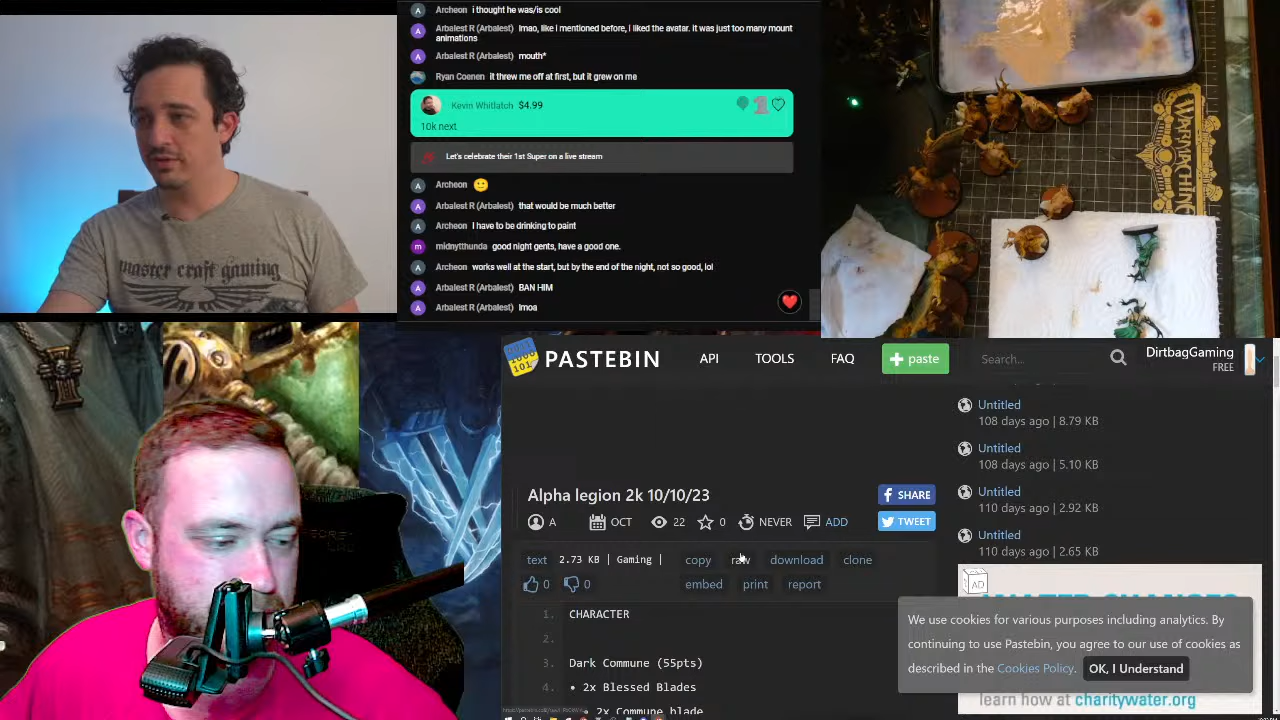 Archeon i thought he was/is cool
Arbalest R (Arbalest) lmao, like i mentioned before, i liked the avatar. it was just too many mount
animations
Arbalest R (Arbalest) mouth*
Ryan Coenen it threw me off at first, but it grew on me
Kevin Whitlatch $4.99
10k next
Let's celebrate their 1st Super on a live stream
Archeon
Arbalest R (Arbalest) that would be much better
Archeon I have to be drinking to paint
midnytthunda good night gents, have a good one.
Archeon works well at the start, but by the end of the night, not so good, lol
Arbalest R (Arbalest) BAN HIM
Arbalest R (Arbalest) lmoa
master craft gaming
PASTEBIN
API
TOOLS
FAQ
+ paste
Search...
DirtbagGaming
FREE
Untitled
108 days ago | 8.79 KB
Untitled
108 days ago | 5.10 KB
Untitled
110 days ago | 2.92 KB
Untitled
110 days ago | 2.65 KB
Alpha legion 2k 10/10/23
SHARE
A OCT 22 0 NEVER ADD
TWEET
text 2.73 KB | Gaming | copy raw download clone
0 0 embed print report
1. CHARACTER
2.
3. Dark Commune (55pts)
4. • 2x Blessed Blades
• 2x Commune blade
AD
We use cookies for various purposes including analytics. By
continuing to use Pastebin, you agree to our use of cookies as
described in the Cookies Policy. OK, I Understand
learn how at charitywater.org